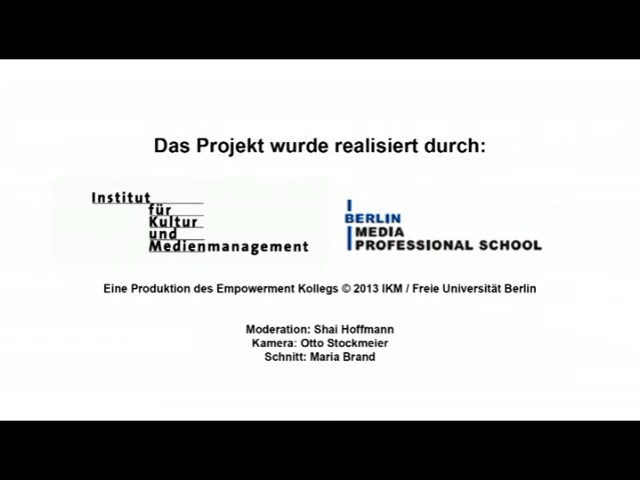 Das Projekt wurde realisiert durch:
Institut
für
Kultur
und
Medienmanagement
BERLIN
MEDIA
PROFESSIONAL SCHOOL
Eine Produktion des Empowerment Kollegs © 2013 IKM / Freie Universität Berlin
Moderation: Shai Hoffmann
Kamera: Otto Stockmeier
Schnitt: Maria Brand